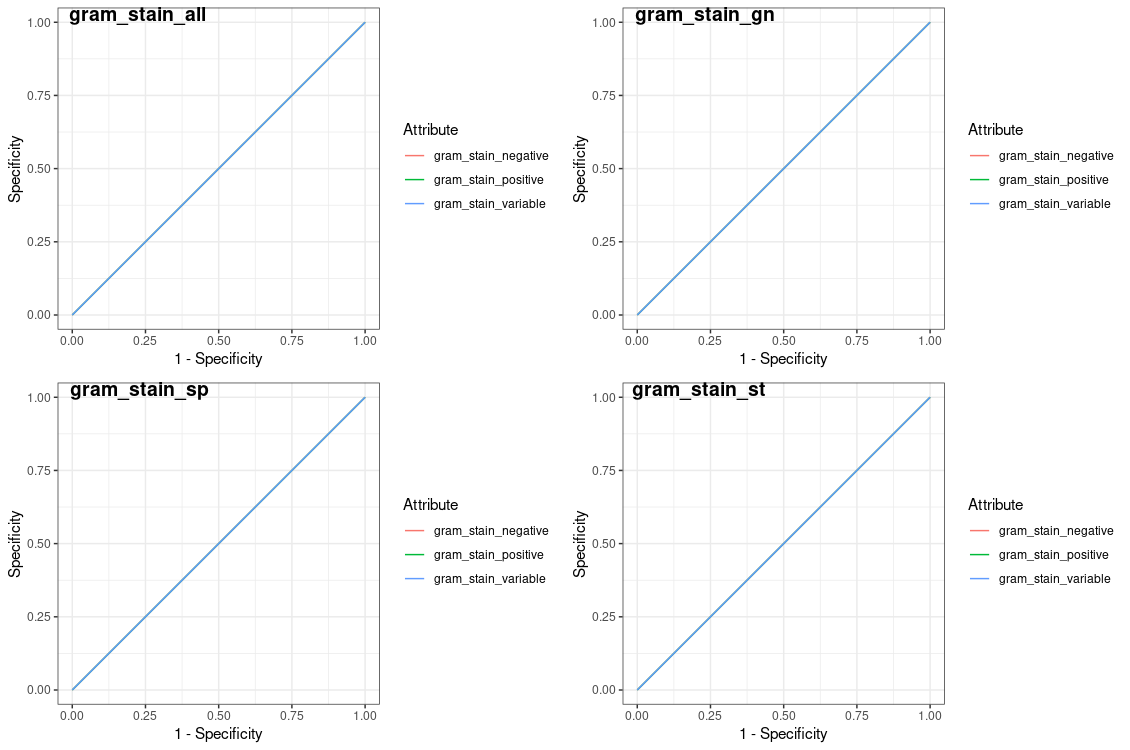 gram_stain_all
1.00
0.75
0.50
0.25
0.00
Specificity
0.00 0.25 0.50 0.75 1.00
1 - Specificity
Attribute
gram_stain_negative
gram_stain_positive
gram_stain_variable
gram_stain_gn
1.00
0.75
0.50
0.25
0.00
Specificity
0.00 0.25 0.50 0.75 1.00
1 - Specificity
Attribute
gram_stain_negative
gram_stain_positive
gram_stain_variable
gram_stain_sp
1.00
0.75
0.50
0.25
0.00
Specificity
0.00 0.25 0.50 0.75 1.00
1 - Specificity
Attribute
gram_stain_negative
gram_stain_positive
gram_stain_variable
gram_stain_st
1.00
0.75
0.50
0.25
0.00
Specificity
0.00 0.25 0.50 0.75 1.00
1 - Specificity
Attribute
gram_stain_negative
gram_stain_positive
gram_stain_variable